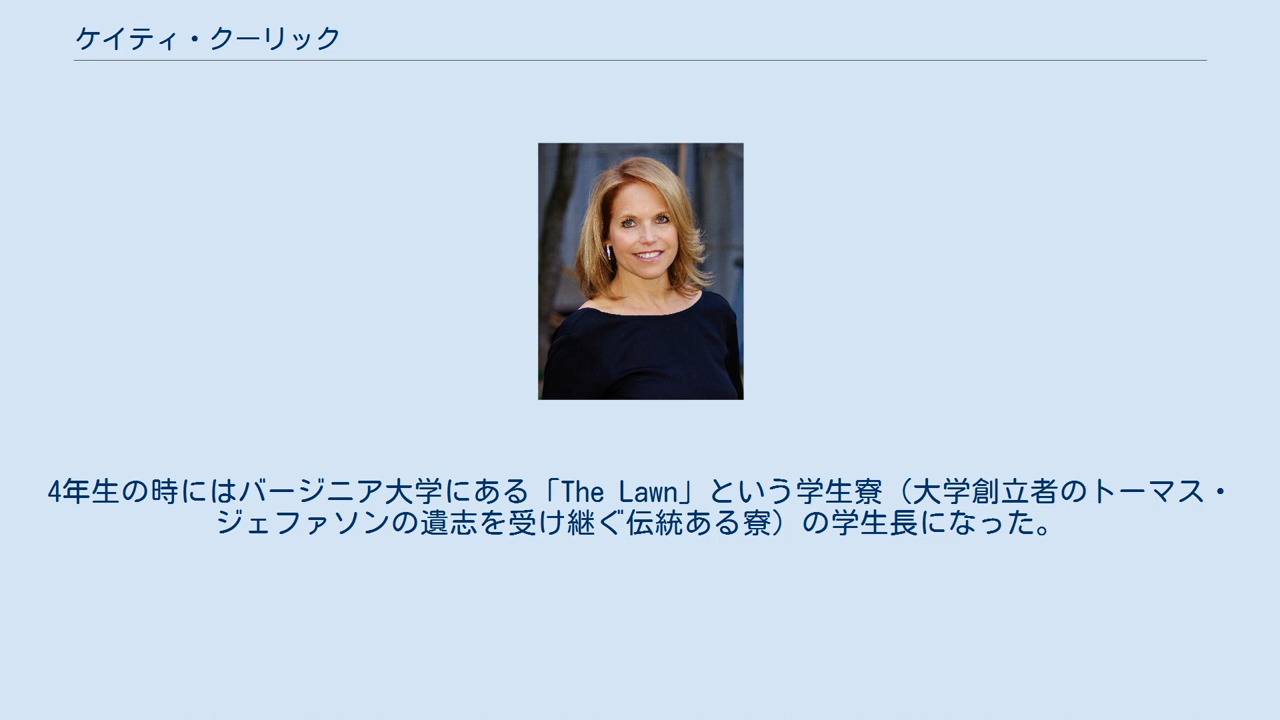 ケイティ・クーリック
4年生の時にはバージニア大学にある「The Lawn」という学生寮（大学創立者のトーマス・
ジェファソンの遺志を受け継ぐ伝統ある寮）の学生長になった。